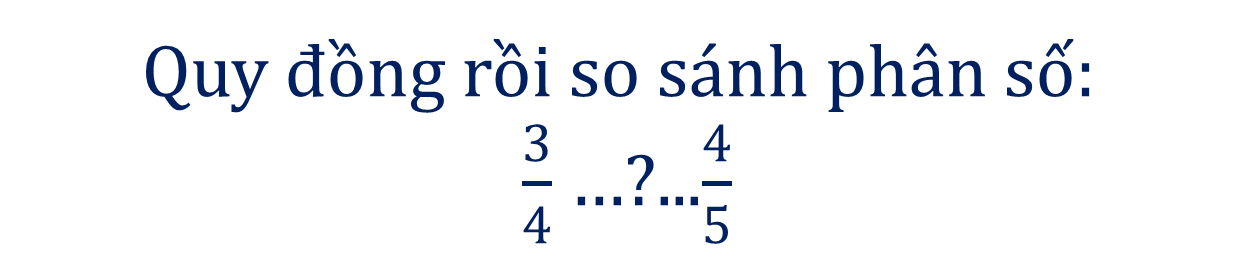 Quy đồng rồi so sánh phân số:
3/4 ...?... 4/5